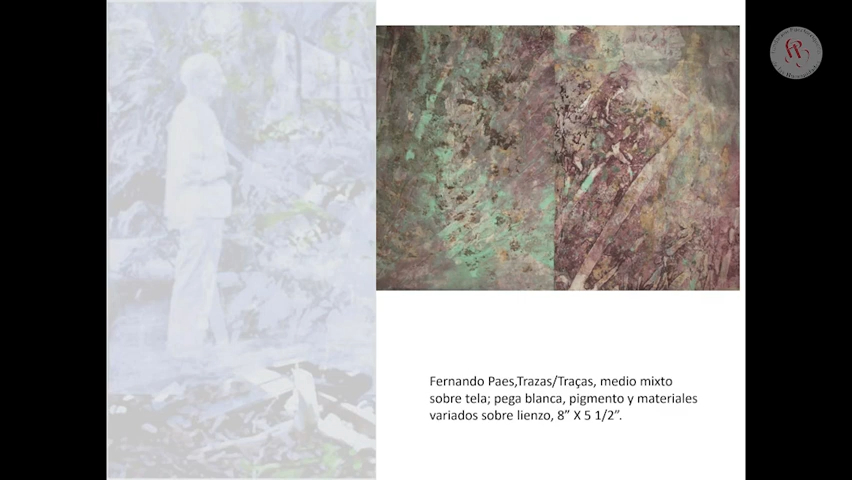 Fernando Paes,Trazas/Traças, medio mixto
sobre tela; pega blanca, pigmento y materiales
variados sobre lienzo, 8” X 5 1/2”.